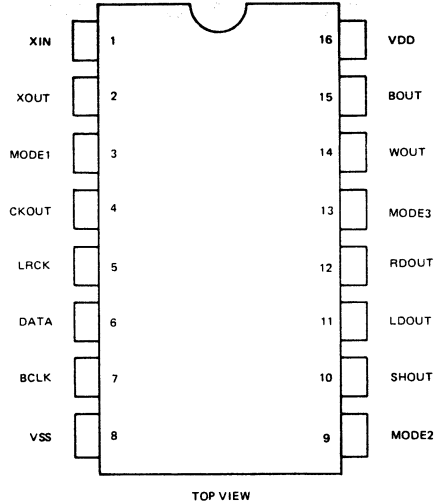 XIN 1 16 VDD
XOUT 2 15 BOUT
MODE1 3 14 WOUT
CKOUT 4 13 MODE3
LRCK 5 12 RDOUT
DATA 6 11 LDOUT
BCLK 7 10 SHOUT
VSS 8 9 MODE2
TOP VIEW